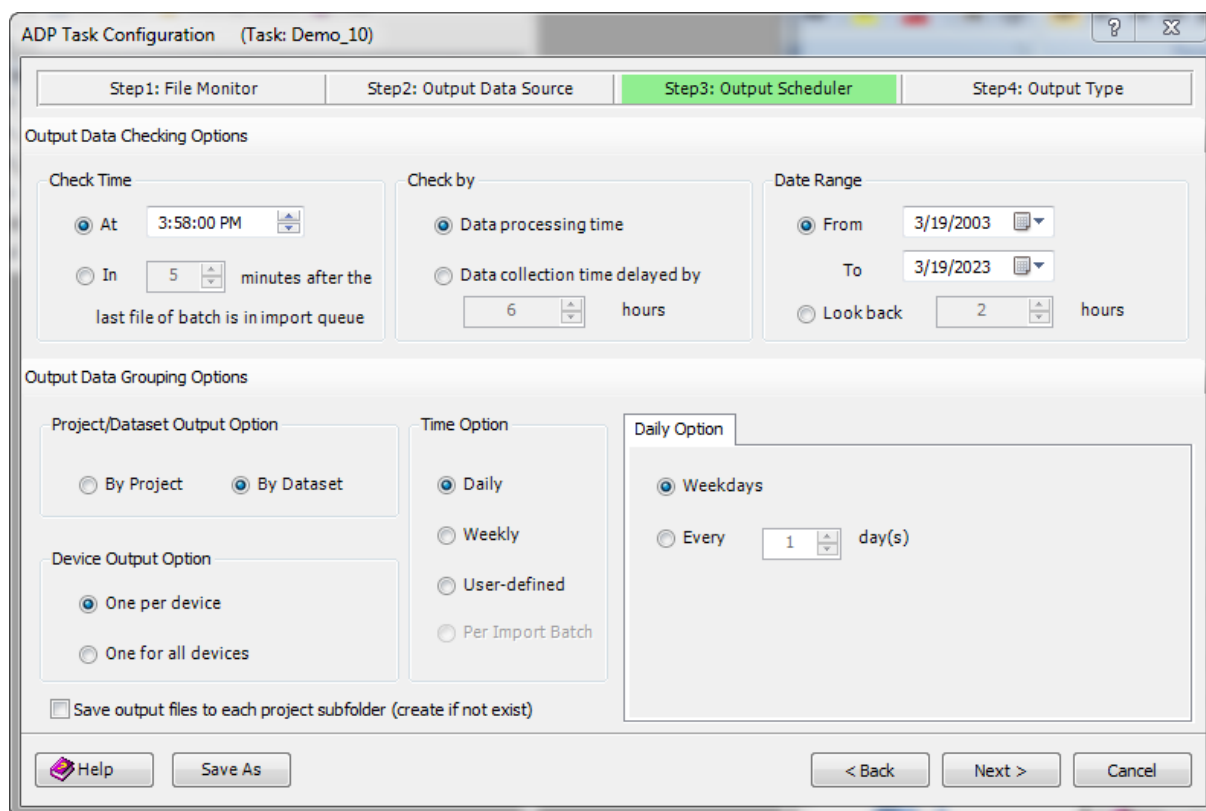 ADP Task Configuration (Task: Demo_10)
Step1: File Monitor
Step2: Output Data Source
Step3: Output Scheduler
Step4: Output Type
Output Data Checking Options
Check Time
At 3:58:00 PM
In 5 minutes after the
last file of batch is in import queue
Check by
Data processing time
Data collection time delayed by
6 hours
Date Range
From 3/19/2003
To 3/19/2023
Look back 2 hours
Output Data Grouping Options
Project/Dataset Output Option
By Project By Dataset
Device Output Option
One per device
One for all devices
Time Option
Daily
Weekly
User-defined
Per Import Batch
Daily Option
Weekdays
Every 1 day(s)
Save output files to each project subfolder (create if not exist)
Help
Save As
< Back
Next >
Cancel